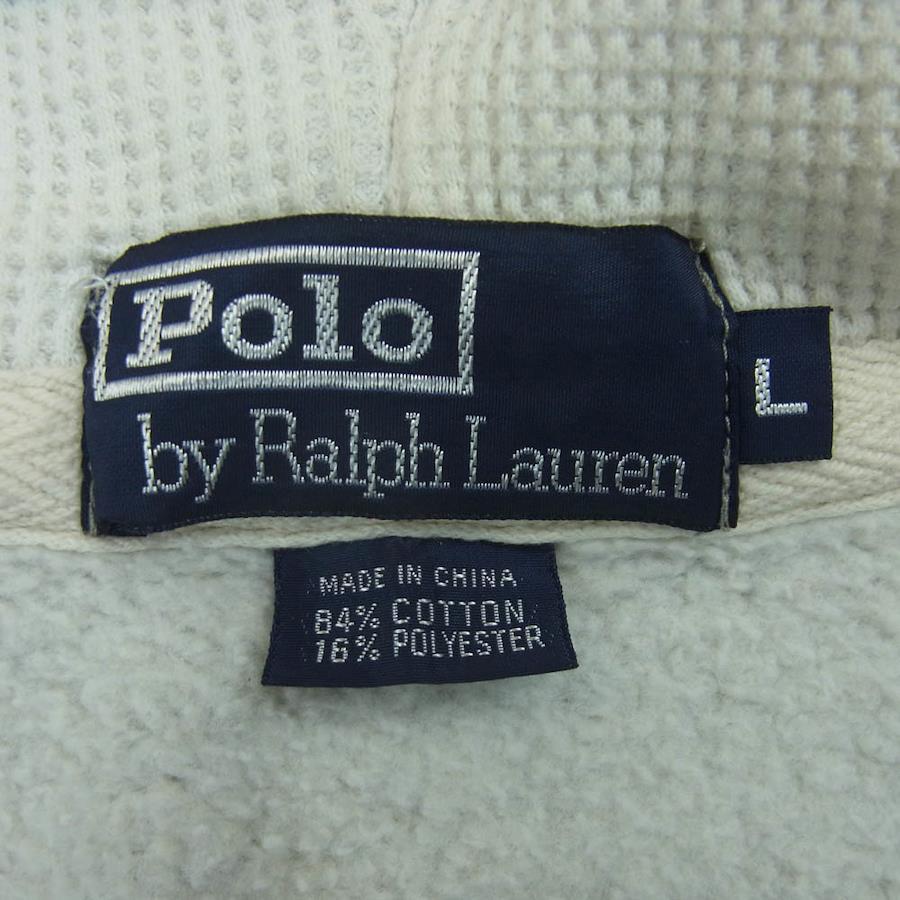 Polo
by Ralph Lauren
L
MADE IN CHINA
84% COTTON
16% POLYESTER